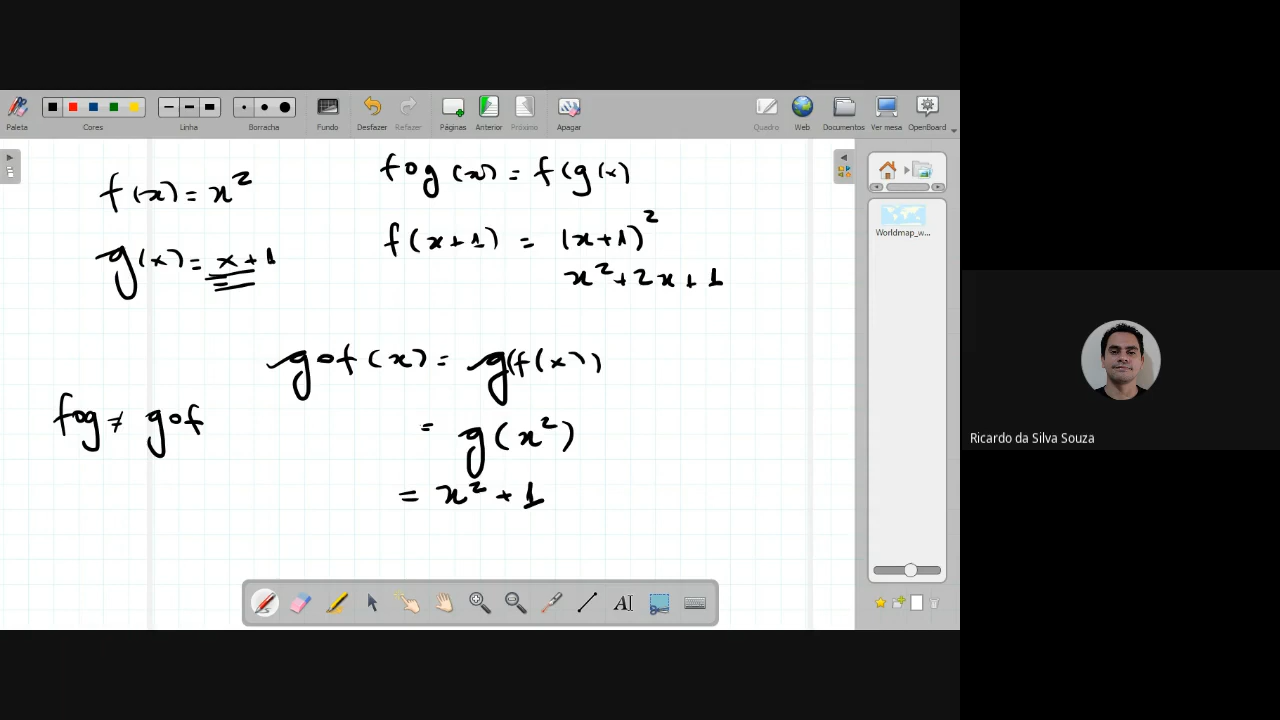 Paleta Cores Linha Borracha Fundo Desfazer Refazer Páginas Anterior Próximo Apagar Quadro Web Documentos Ver mesa OpenBoard
f(x) = x²
g(x) = x+1
fog(x) = f(g(x)
f(x+1) = (x+1)²
x²+2x+1
gof(x) = g(f(x))
= g(x²)
= x²+1
fog ≠ gof
Worldmap_w...
AI
Ricardo da Silva Souza